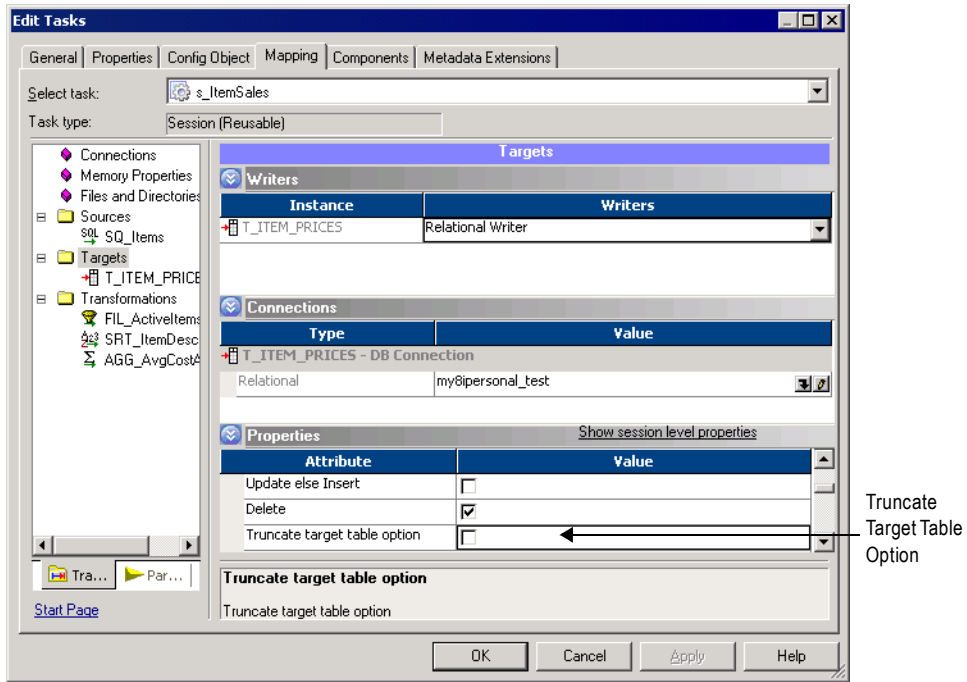 Edit Tasks
General Properties Config Object Mapping Components Metadata Extensions
Select task: s_ItemSales
Task type: Session (Reusable)
Connections
Memory Properties
Files and Directories
Sources
SQL SQ_Items
Targets
T_ITEM_PRICE
Transformations
FIL_ActiveItems
SRT_ItemDesc
AGG_AvgCostA
Tra... Par...
Start Page
Targets
Writers
Instance Writers
T_ITEM_PRICES Relational Writer
Connections
Type Value
T_ITEM_PRICES - DB Connection
Relational my8ipersonal_test
Properties Show session level properties
Attribute Value
Update else Insert
Delete
Truncate target table option
Truncate target table option
Truncate target table option
OK Cancel Apply Help
Truncate
Target Table
Option